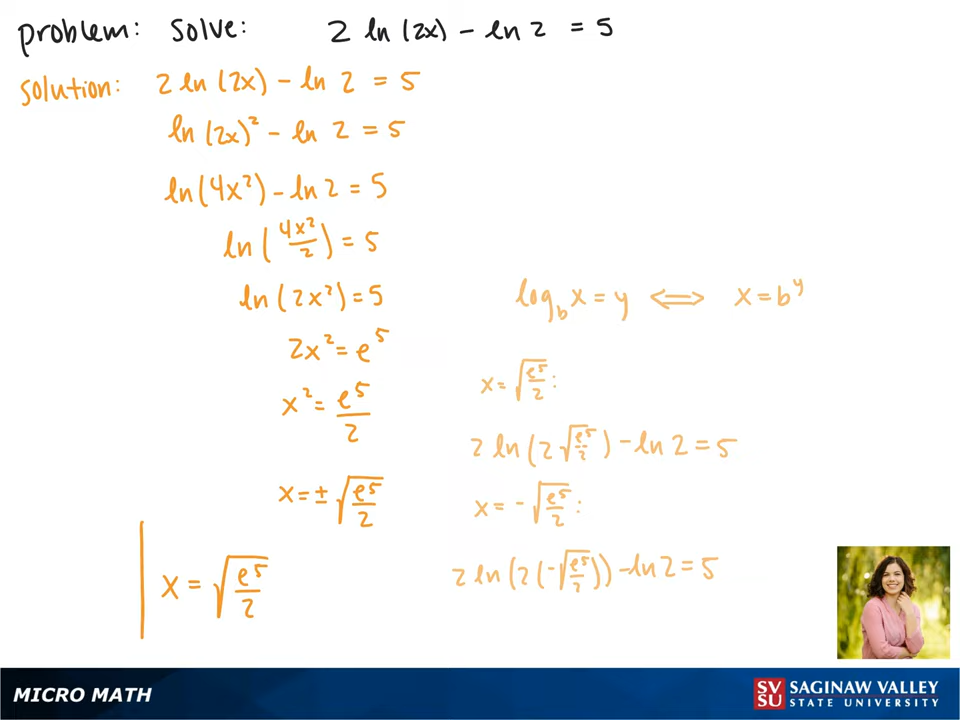 problem: solve: 2 ln (2x) - ln 2 = 5
solution: 2 ln (2x) - ln 2 = 5
ln (2x)² - ln 2 = 5
ln (4x²) - ln 2 = 5
ln (4x²/2) = 5
ln (2x²) = 5
2x² = e⁵
x² = e⁵/2
x = ± √(e⁵/2)
x = √(e⁵/2)
log_b x = y ⟺ x = b^y
x = √(e⁵/2) :
2 ln (2 √(e⁵/2)) - ln 2 = 5
x = - √(e⁵/2) :
2 ln (2 (-√(e⁵/2))) - ln 2 = 5
MICRO MATH
SV SU SAGINAW VALLEY
STATE UNIVERSITY